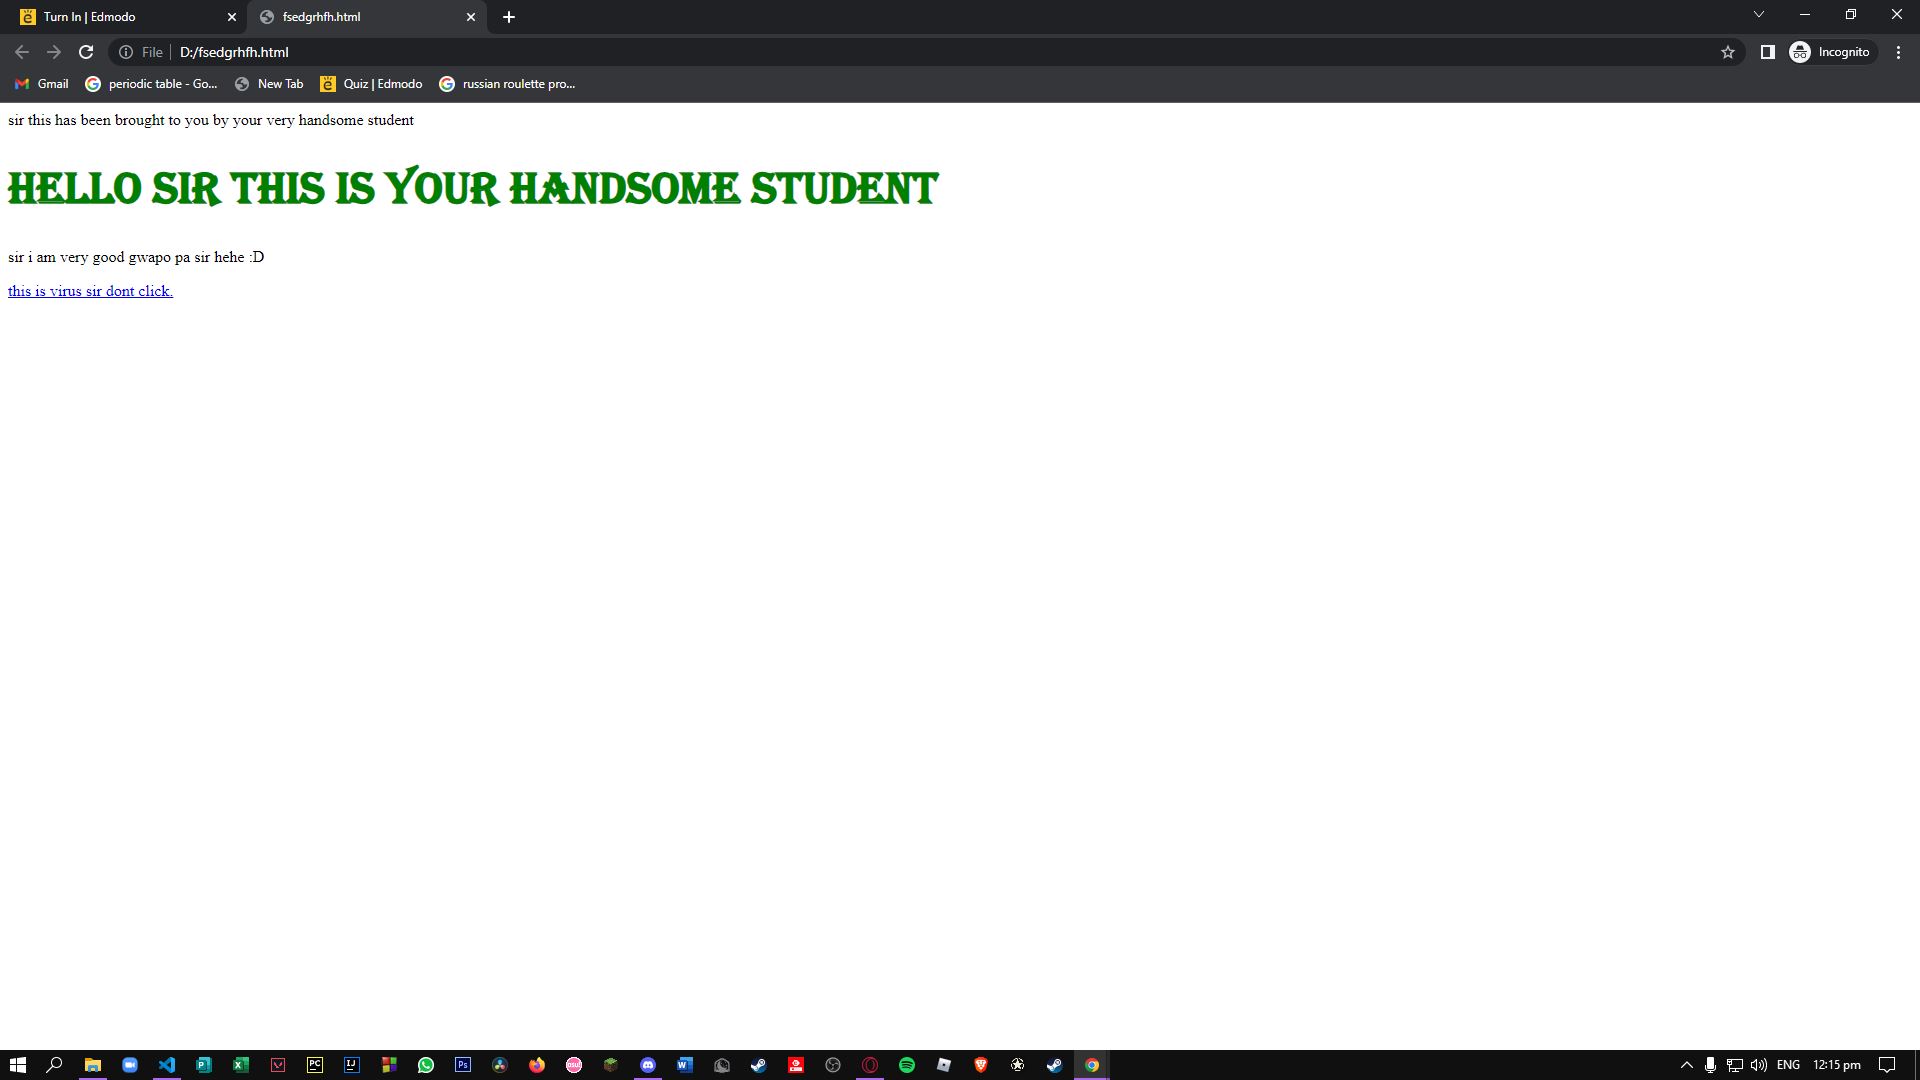 Turn In | Edmodo
fsedgrhfh.html
File
D:/fsedgrhfh.html
Incognito
Gmail
periodic table - Go...
New Tab
Quiz | Edmodo
russian roulette pro...
sir this has been brought to you by your very handsome student
HELLO SIR THIS IS YOUR HANDSOME STUDENT
sir i am very good gwapo pa sir hehe :D
this is virus sir dont click.
ENG
12:15 pm